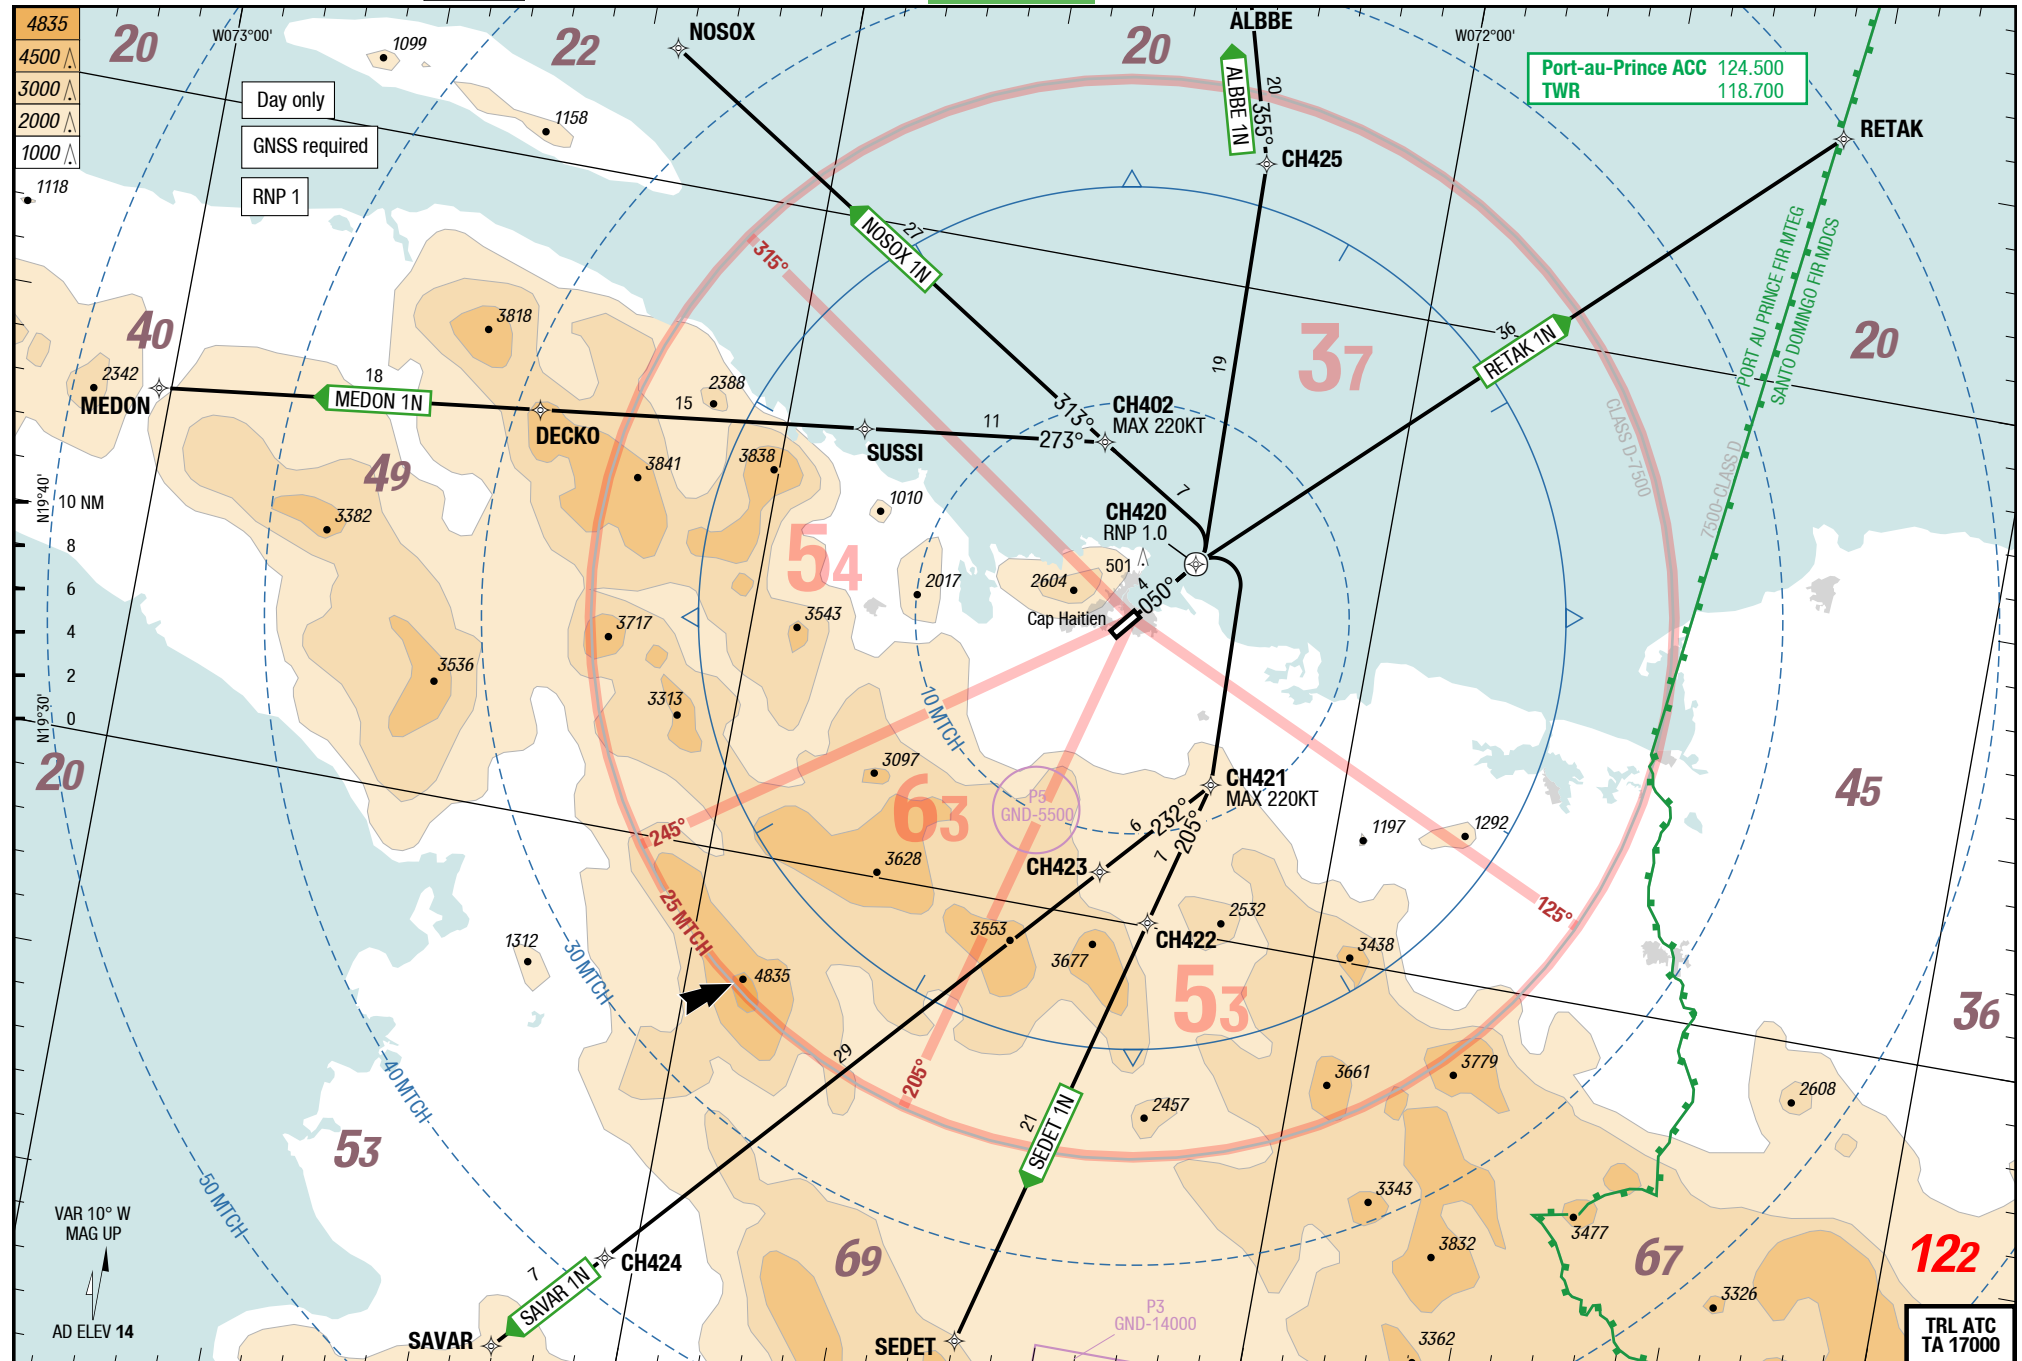 4835
4500
3000
2000
1000
20
W073°00'
22
1099
NOSOX
20
ALBBE
W072°00'
Port-au-Prince ACC 124.500
TWR 118.700
Day only
GNSS required
RNP 1
1158
ALBBE 1N
20
355°
CH425
RETAK
1118
27
NOSOX 1N
315°
PORT AU PRINCE FIR MTEG
SANTO DOMINGO FIR MDCS
40
3818
37
36
RETAK 1N
20
2342
MEDON
18
MEDON 1N
2388
15
DECKO
SUSSI
11
273°
313°
CH402
MAX 220KT
19
CLASS D-7500
7500-CLASS D
49
3841
3838
1010
7
N19°40'
10 NM
8
6
4
2
0
N19°30'
3382
54
CH420
RNP 1.0
501
2604
2017
4
050°
Cap Haitien
3543
3717
3536
3313
10 MTCH
20
3097
63
P5
GND-5500
CH421
MAX 220KT
45
245°
6
232°
205°
7
1197
1292
3628
CH423
25 MTCH
125°
1312
30 MTCH
4835
3553
3677
CH422
2532
3438
53
36
29
205°
40 MTCH
3661
3779
2457
2608
21
SEDET 1N
53
50 MTCH
VAR 10° W
MAG UP
3343
3477
3832
69
67
122
CH424
7
SAVAR 1N
AD ELEV 14
SAVAR
SEDET
P3
GND-14000
3326
3362
TRL ATC
TA 17000